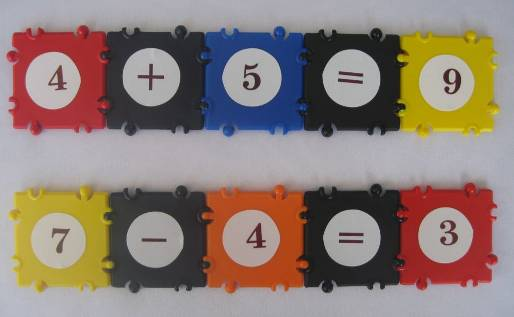 4 + 5 = 9
7 − 4 = 3